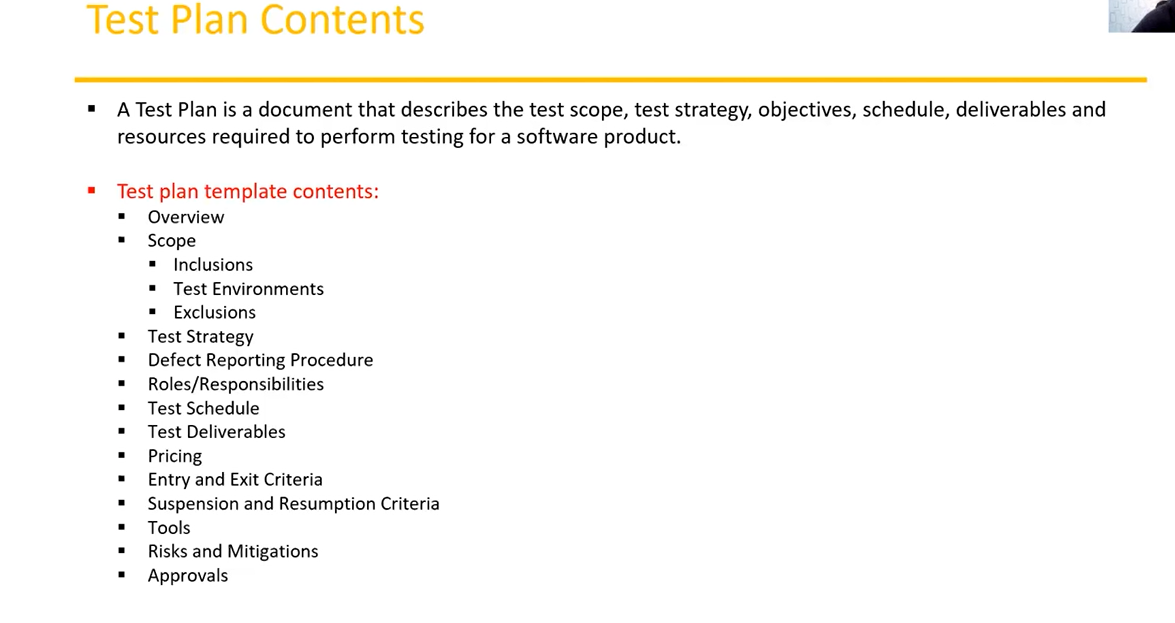 Test Plan Contents
A Test Plan is a document that describes the test scope, test strategy, objectives, schedule, deliverables and
resources required to perform testing for a software product.
Test plan template contents:
Overview
Scope
Inclusions
Test Environments
Exclusions
Test Strategy
Defect Reporting Procedure
Roles/Responsibilities
Test Schedule
Test Deliverables
Pricing
Entry and Exit Criteria
Suspension and Resumption Criteria
Tools
Risks and Mitigations
Approvals